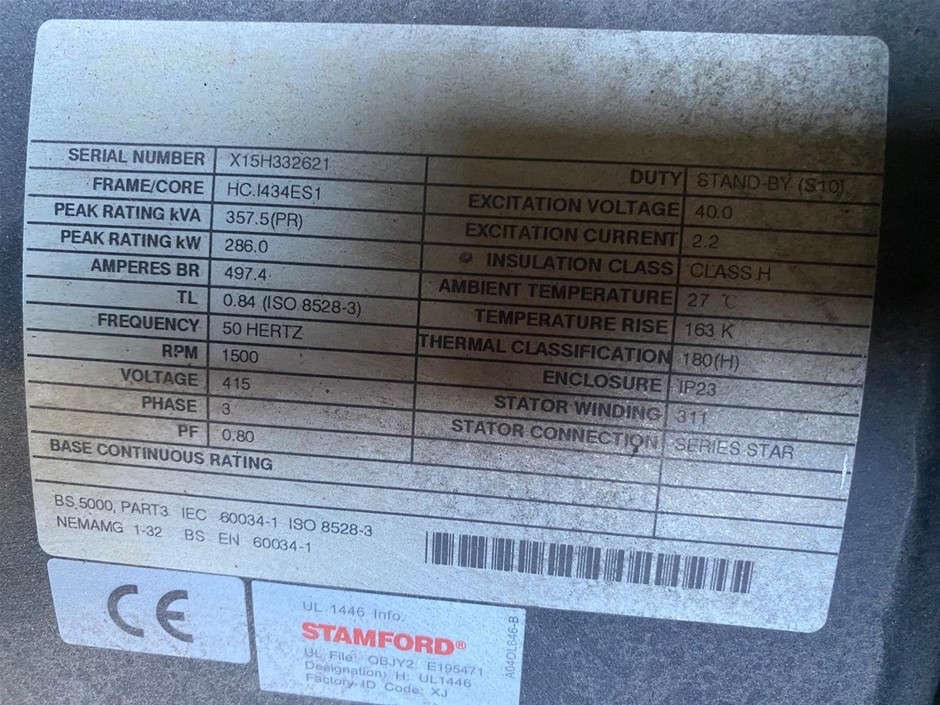 SERIAL NUMBER X15H332621
FRAME/CORE HC.I434ES1
PEAK RATING kVA 357.5(PR)
PEAK RATING kW 286.0
AMPERES BR 497.4
TL 0.84 (ISO 8528-3)
FREQUENCY 50 HERTZ
RPM 1500
VOLTAGE 415
PHASE 3
PF 0.80
BASE CONTINUOUS RATING
DUTY STAND-BY (S10)
EXCITATION VOLTAGE 40.0
EXCITATION CURRENT 2.2
INSULATION CLASS CLASS H
AMBIENT TEMPERATURE 27 ℃
TEMPERATURE RISE 163 K
THERMAL CLASSIFICATION 180(H)
ENCLOSURE IP23
STATOR WINDING 311
STATOR CONNECTION SERIES STAR
BS 5000, PART3 IEC 60034-1 ISO 8528-3
NEMAMG 1-32 BS EN 60034-1
CE
UL 1446 Info.
STAMFORD®
UL File: OBJY2 E195471
Designation: H: UL1446
Factory ID Code: XJ
A040L646-B